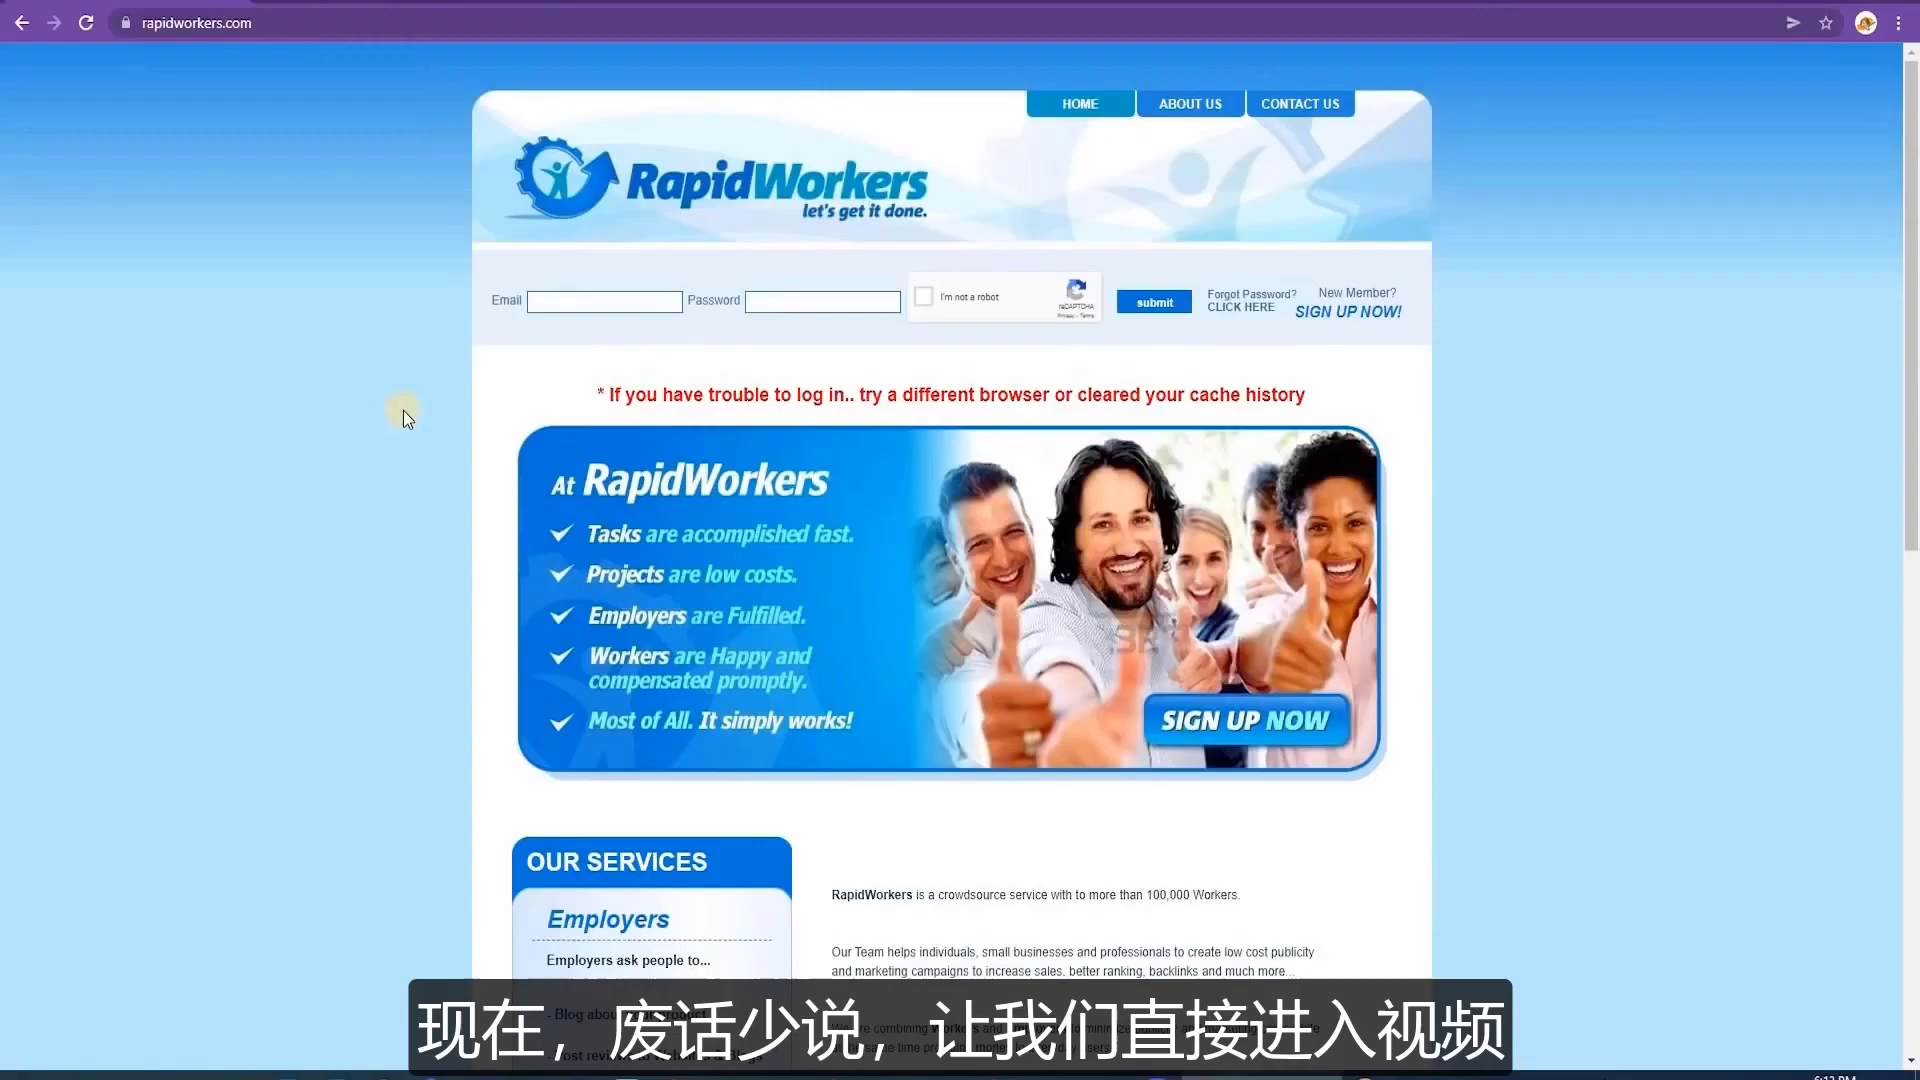 rapidworkers.com
HOME
ABOUT US
CONTACT US
RapidWorkers
let's get it done.
Email
Password
I'm not a robot
reCAPTCHA
Privacy - Terms
submit
Forgot Password?
CLICK HERE
New Member?
SIGN UP NOW!
* If you have trouble to log in.. try a different browser or cleared your cache history
At RapidWorkers
Tasks are accomplished fast.
Projects are low costs.
Employers are Fulfilled.
Workers are Happy and
compensated promptly.
Most of All. It simply works!
SIGN UP NOW
OUR SERVICES
Employers
Employers ask people to...
RapidWorkers is a crowdsource service with to more than 100,000 Workers.
Our Team helps individuals, small businesses and professionals to create low cost publicity
and marketing campaigns to increase sales, better ranking, backlinks and much more...
现在，废话少说，让我们直接进入视频